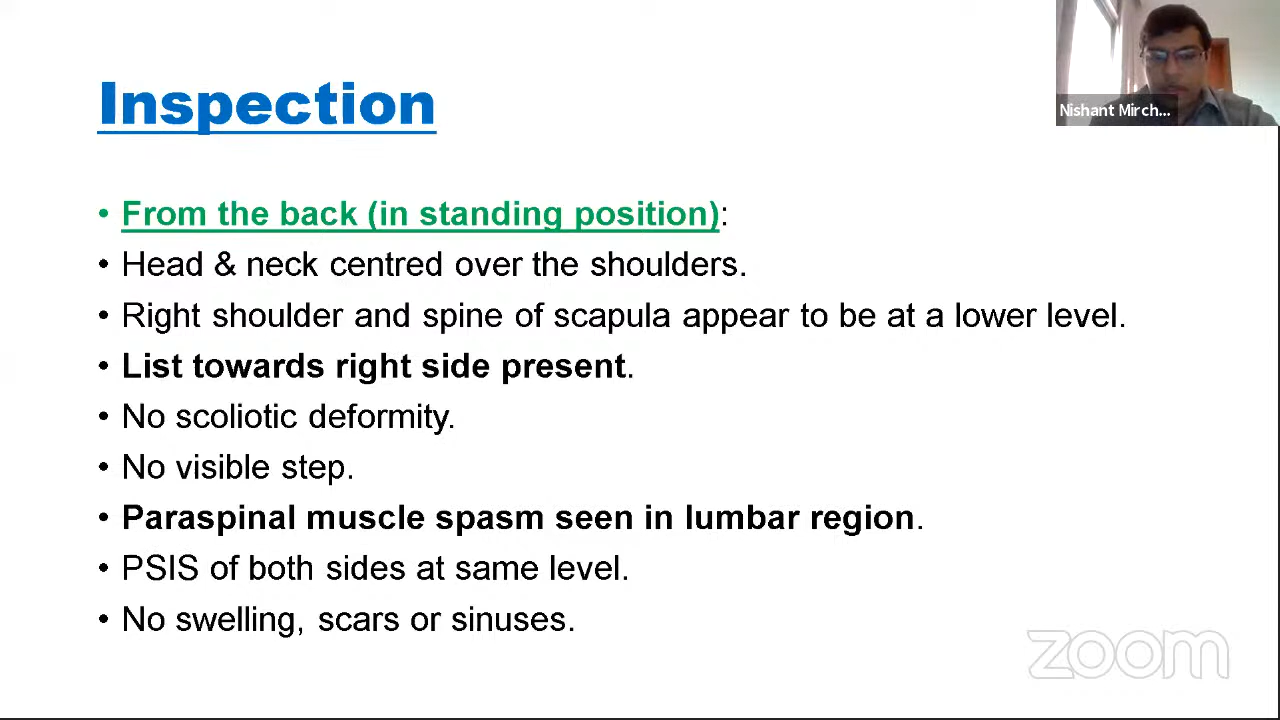 Inspection
Nishant Mirch...
• From the back (in standing position):
• Head & neck centred over the shoulders.
• Right shoulder and spine of scapula appear to be at a lower level.
• List towards right side present.
• No scoliotic deformity.
• No visible step.
• Paraspinal muscle spasm seen in lumbar region.
• PSIS of both sides at same level.
• No swelling, scars or sinuses.
zoom